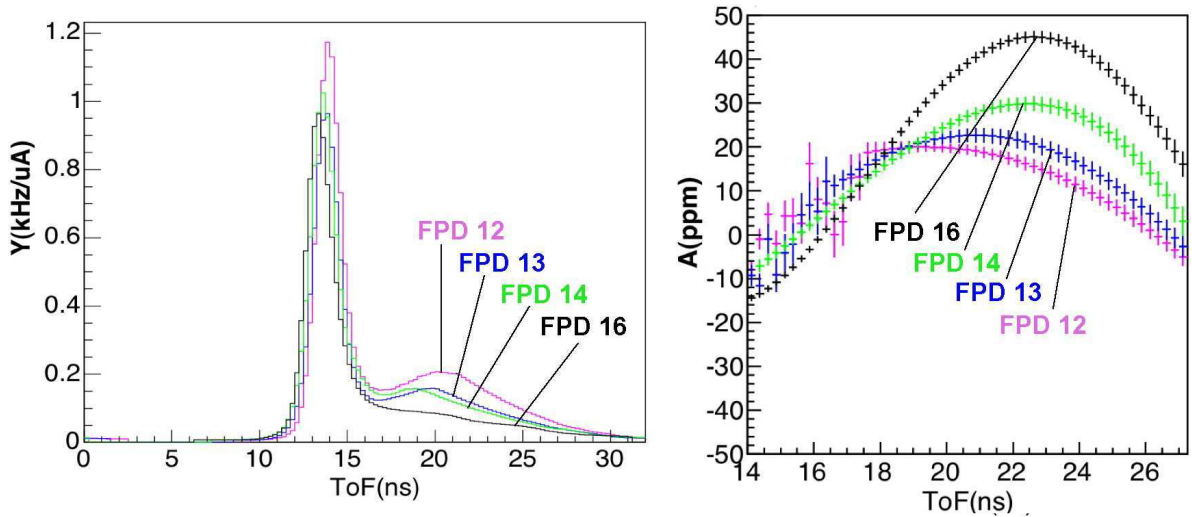 1.2
1
0.8
0.6
0.4
0.2
0
Y(kHz/uA)
FPD 12
FPD 13
FPD 14
FPD 16
0 5 10 15 20 25 30
ToF(ns)
50
40
30
20
10
0
-10
-20
-30
-40
-50
A(ppm)
FPD 16
FPD 14
FPD 13
FPD 12
14 16 18 20 22 24 26
ToF(ns)